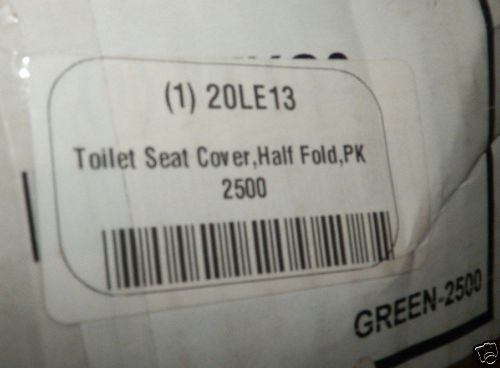 (1) 20LE13
Toilet Seat Cover,Half Fold,PK
2500
GREEN-2500